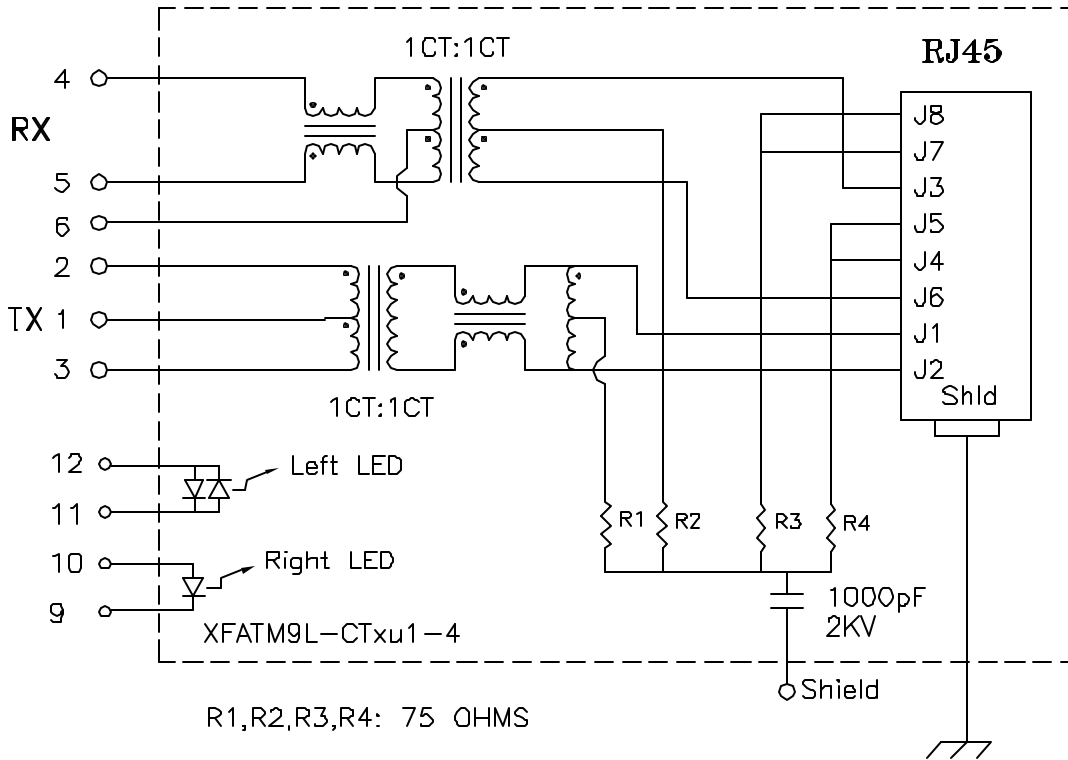 1CT:1CT
RJ45
4
RX
5
6
2
TX 1
3
1CT:1CT
J8
J7
J3
J5
J4
J6
J1
J2
Shld
12
Left LED
11
10
Right LED
9
R1
R2
R3
R4
1000pF
2KV
XFATM9L-CTxu1-4
Shield
R1,R2,R3,R4: 75 OHMS